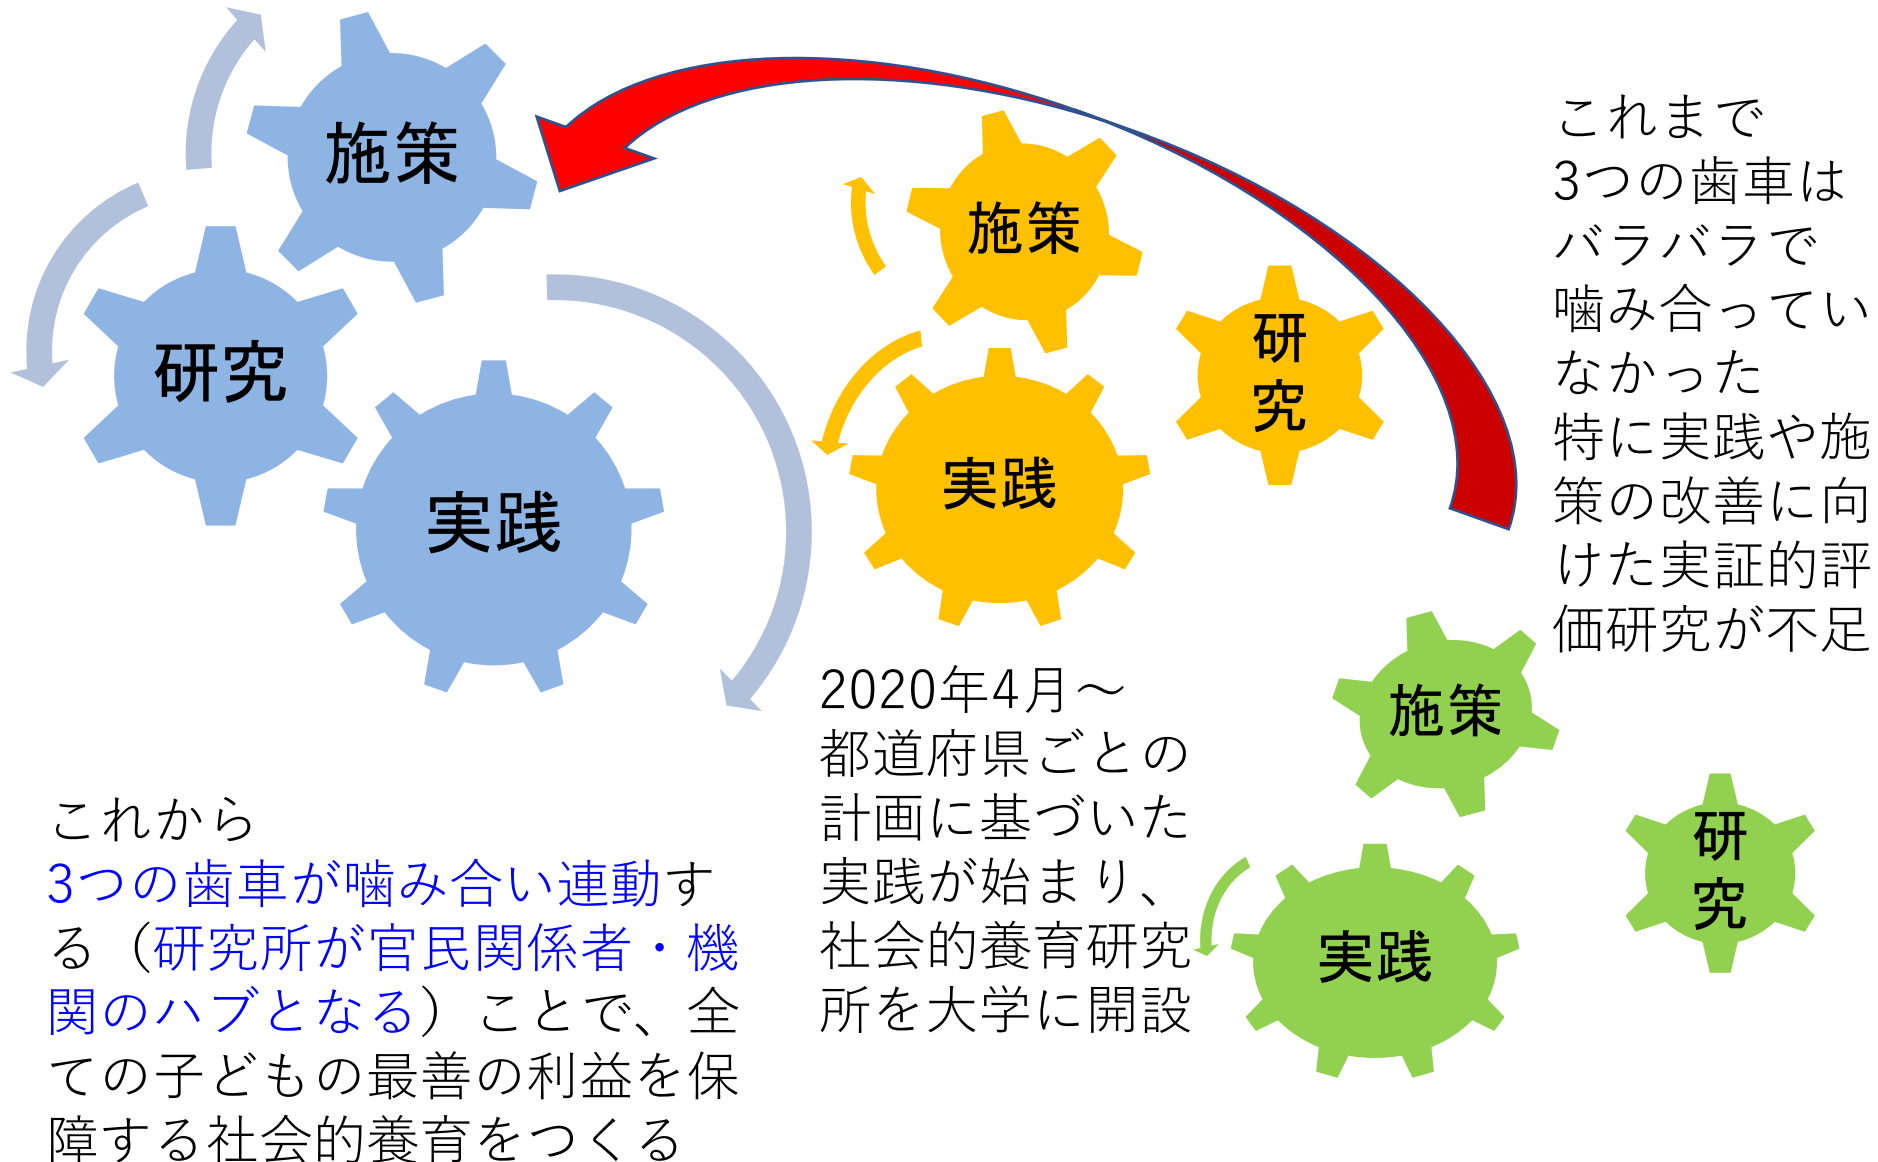 施策
研究
実践
これから
3つの歯車が噛み合い連動す
る（研究所が官民関係者・機
関のハブとなる）ことで、全
ての子どもの最善の利益を保
障する社会的養育をつくる
施策
研
究
実践
2020年4月～
都道府県ごとの
計画に基づいた
実践が始まり、
社会的養育研究
所を大学に開設
これまで
3つの歯車は
バラバラで
噛み合ってい
なかった
特に実践や施
策の改善に向
けた実証的評
価研究が不足
施策
研
究
実践